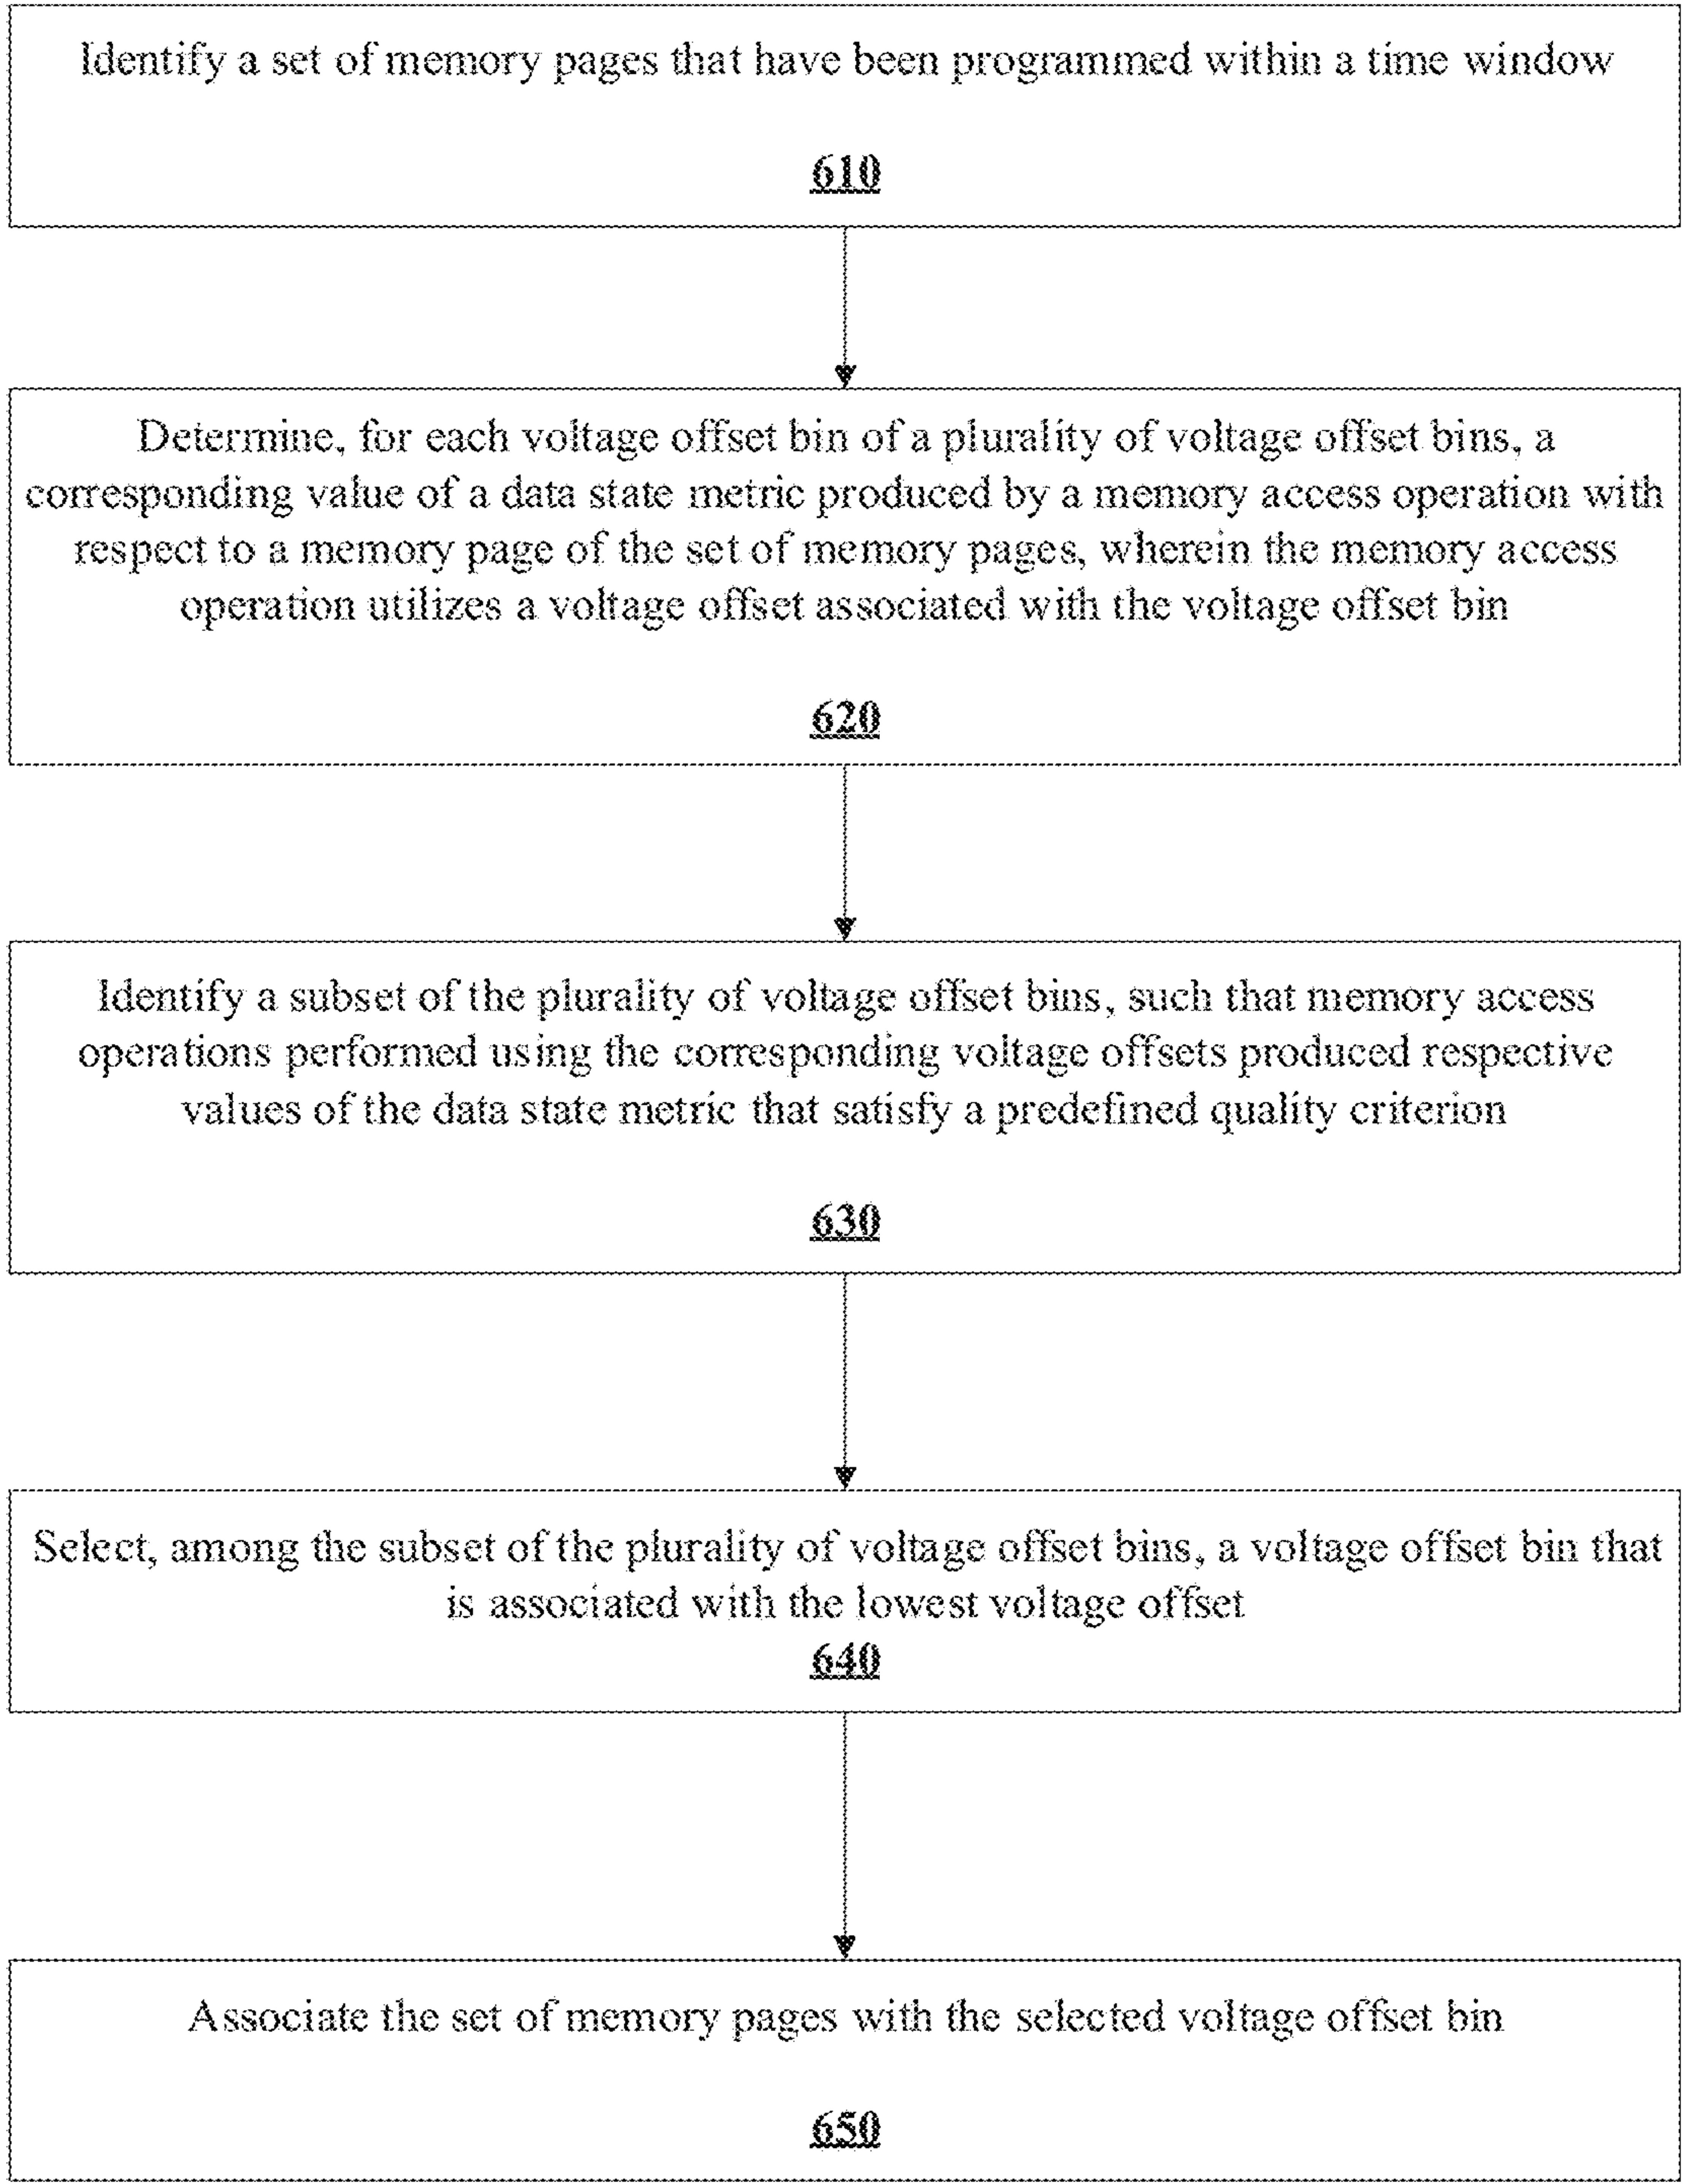 Identify a set of memory pages that have been programmed within a time window
610
Determine, for each voltage offset bin of a plurality of voltage offset bins, a
corresponding value of a data state metric produced by a memory access operation with
respect to a memory page of the set of memory pages, wherein the memory access
operation utilizes a voltage offset associated with the voltage offset bin
620
Identify a subset of the plurality of voltage offset bins, such that memory access
operations performed using the corresponding voltage offsets produced respective
values of the data state metric that satisfy a predefined quality criterion
630
Select, among the subset of the plurality of voltage offset bins, a voltage offset bin that
is associated with the lowest voltage offset
640
Associate the set of memory pages with the selected voltage offset bin
650